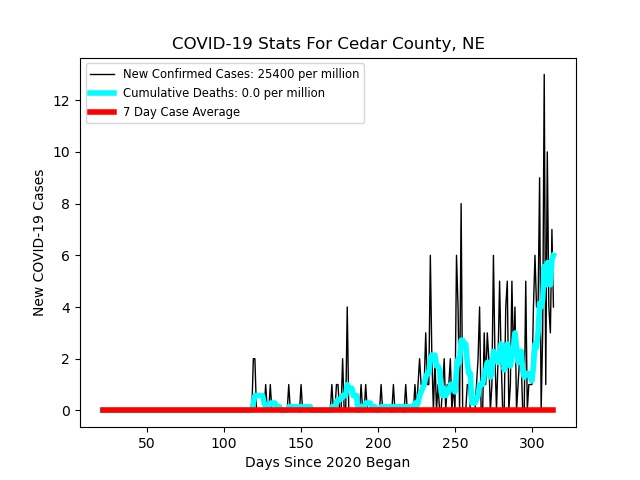 COVID-19 Stats For Cedar County, NE
New Confirmed Cases: 25400 per million
Cumulative Deaths: 0.0 per million
7 Day Case Average
New COVID-19 Cases
12
10
8
6
4
2
0
50 100 150 200 250 300
Days Since 2020 Began